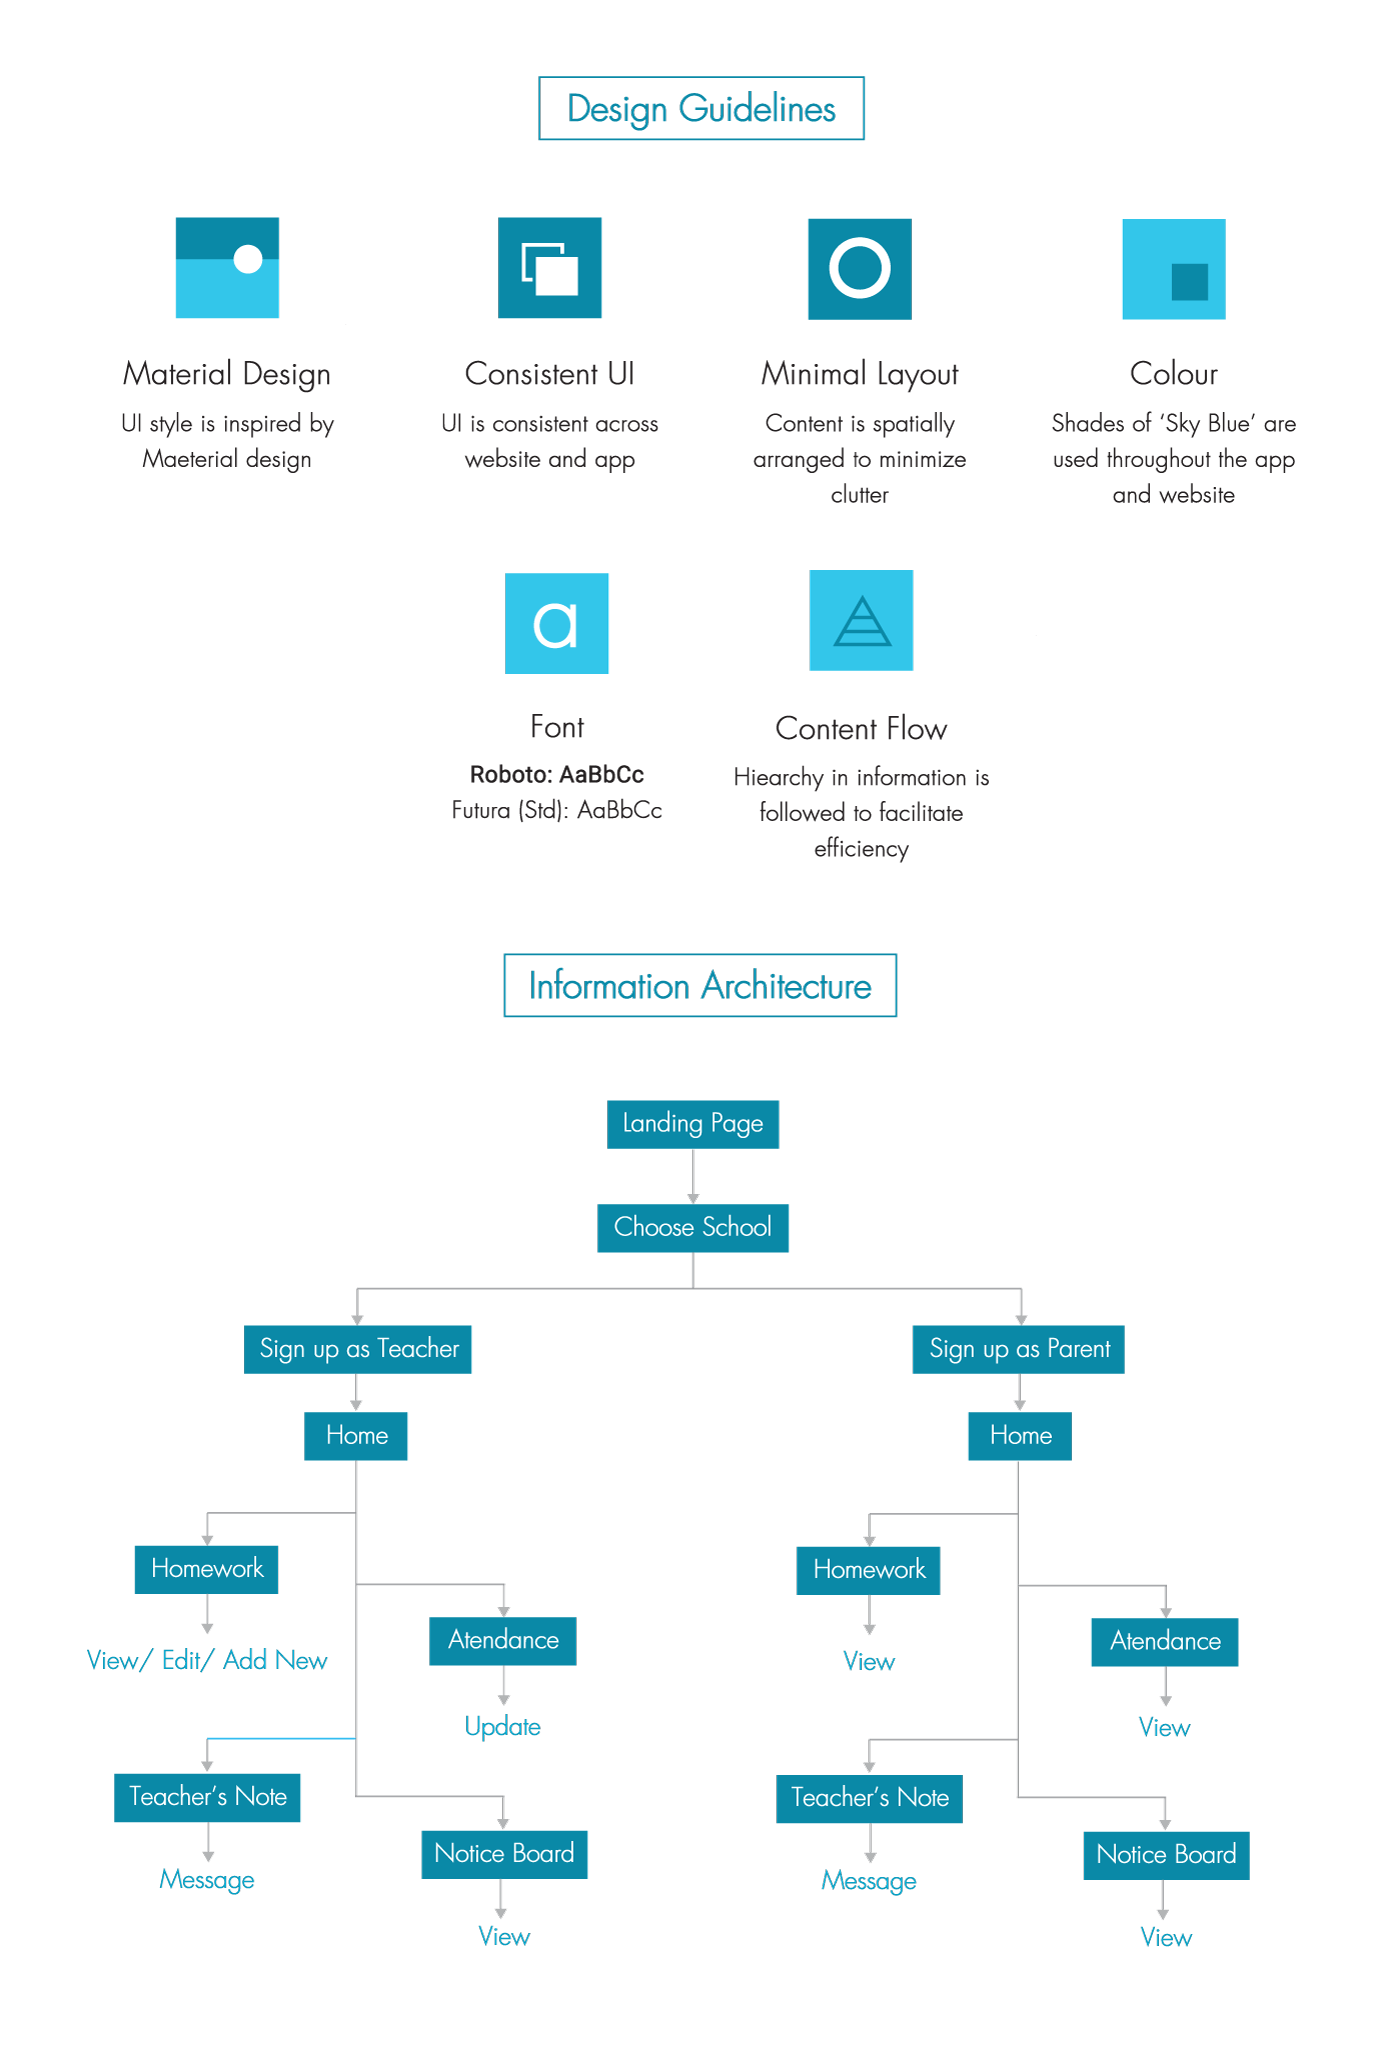 Design Guidelines
Material Design
UI style is inspired by
Maeterial design
Consistent UI
UI is consistent across
website and app
Minimal Layout
Content is spatially
arranged to minimize
clutter
Colour
Shades of ‘Sky Blue’ are
used throughout the app
and website
a
Font
Roboto: AaBbCc
Futura (Std): AaBbCc
Content Flow
Hiearchy in information is
followed to facilitate
efficiency
Information Architecture
Landing Page
Choose School
Sign up as Teacher
Home
Homework
View/ Edit/ Add New
Atendance
Update
Teacher’s Note
Message
Notice Board
View
Sign up as Parent
Home
Homework
View
Atendance
View
Teacher’s Note
Message
Notice Board
View